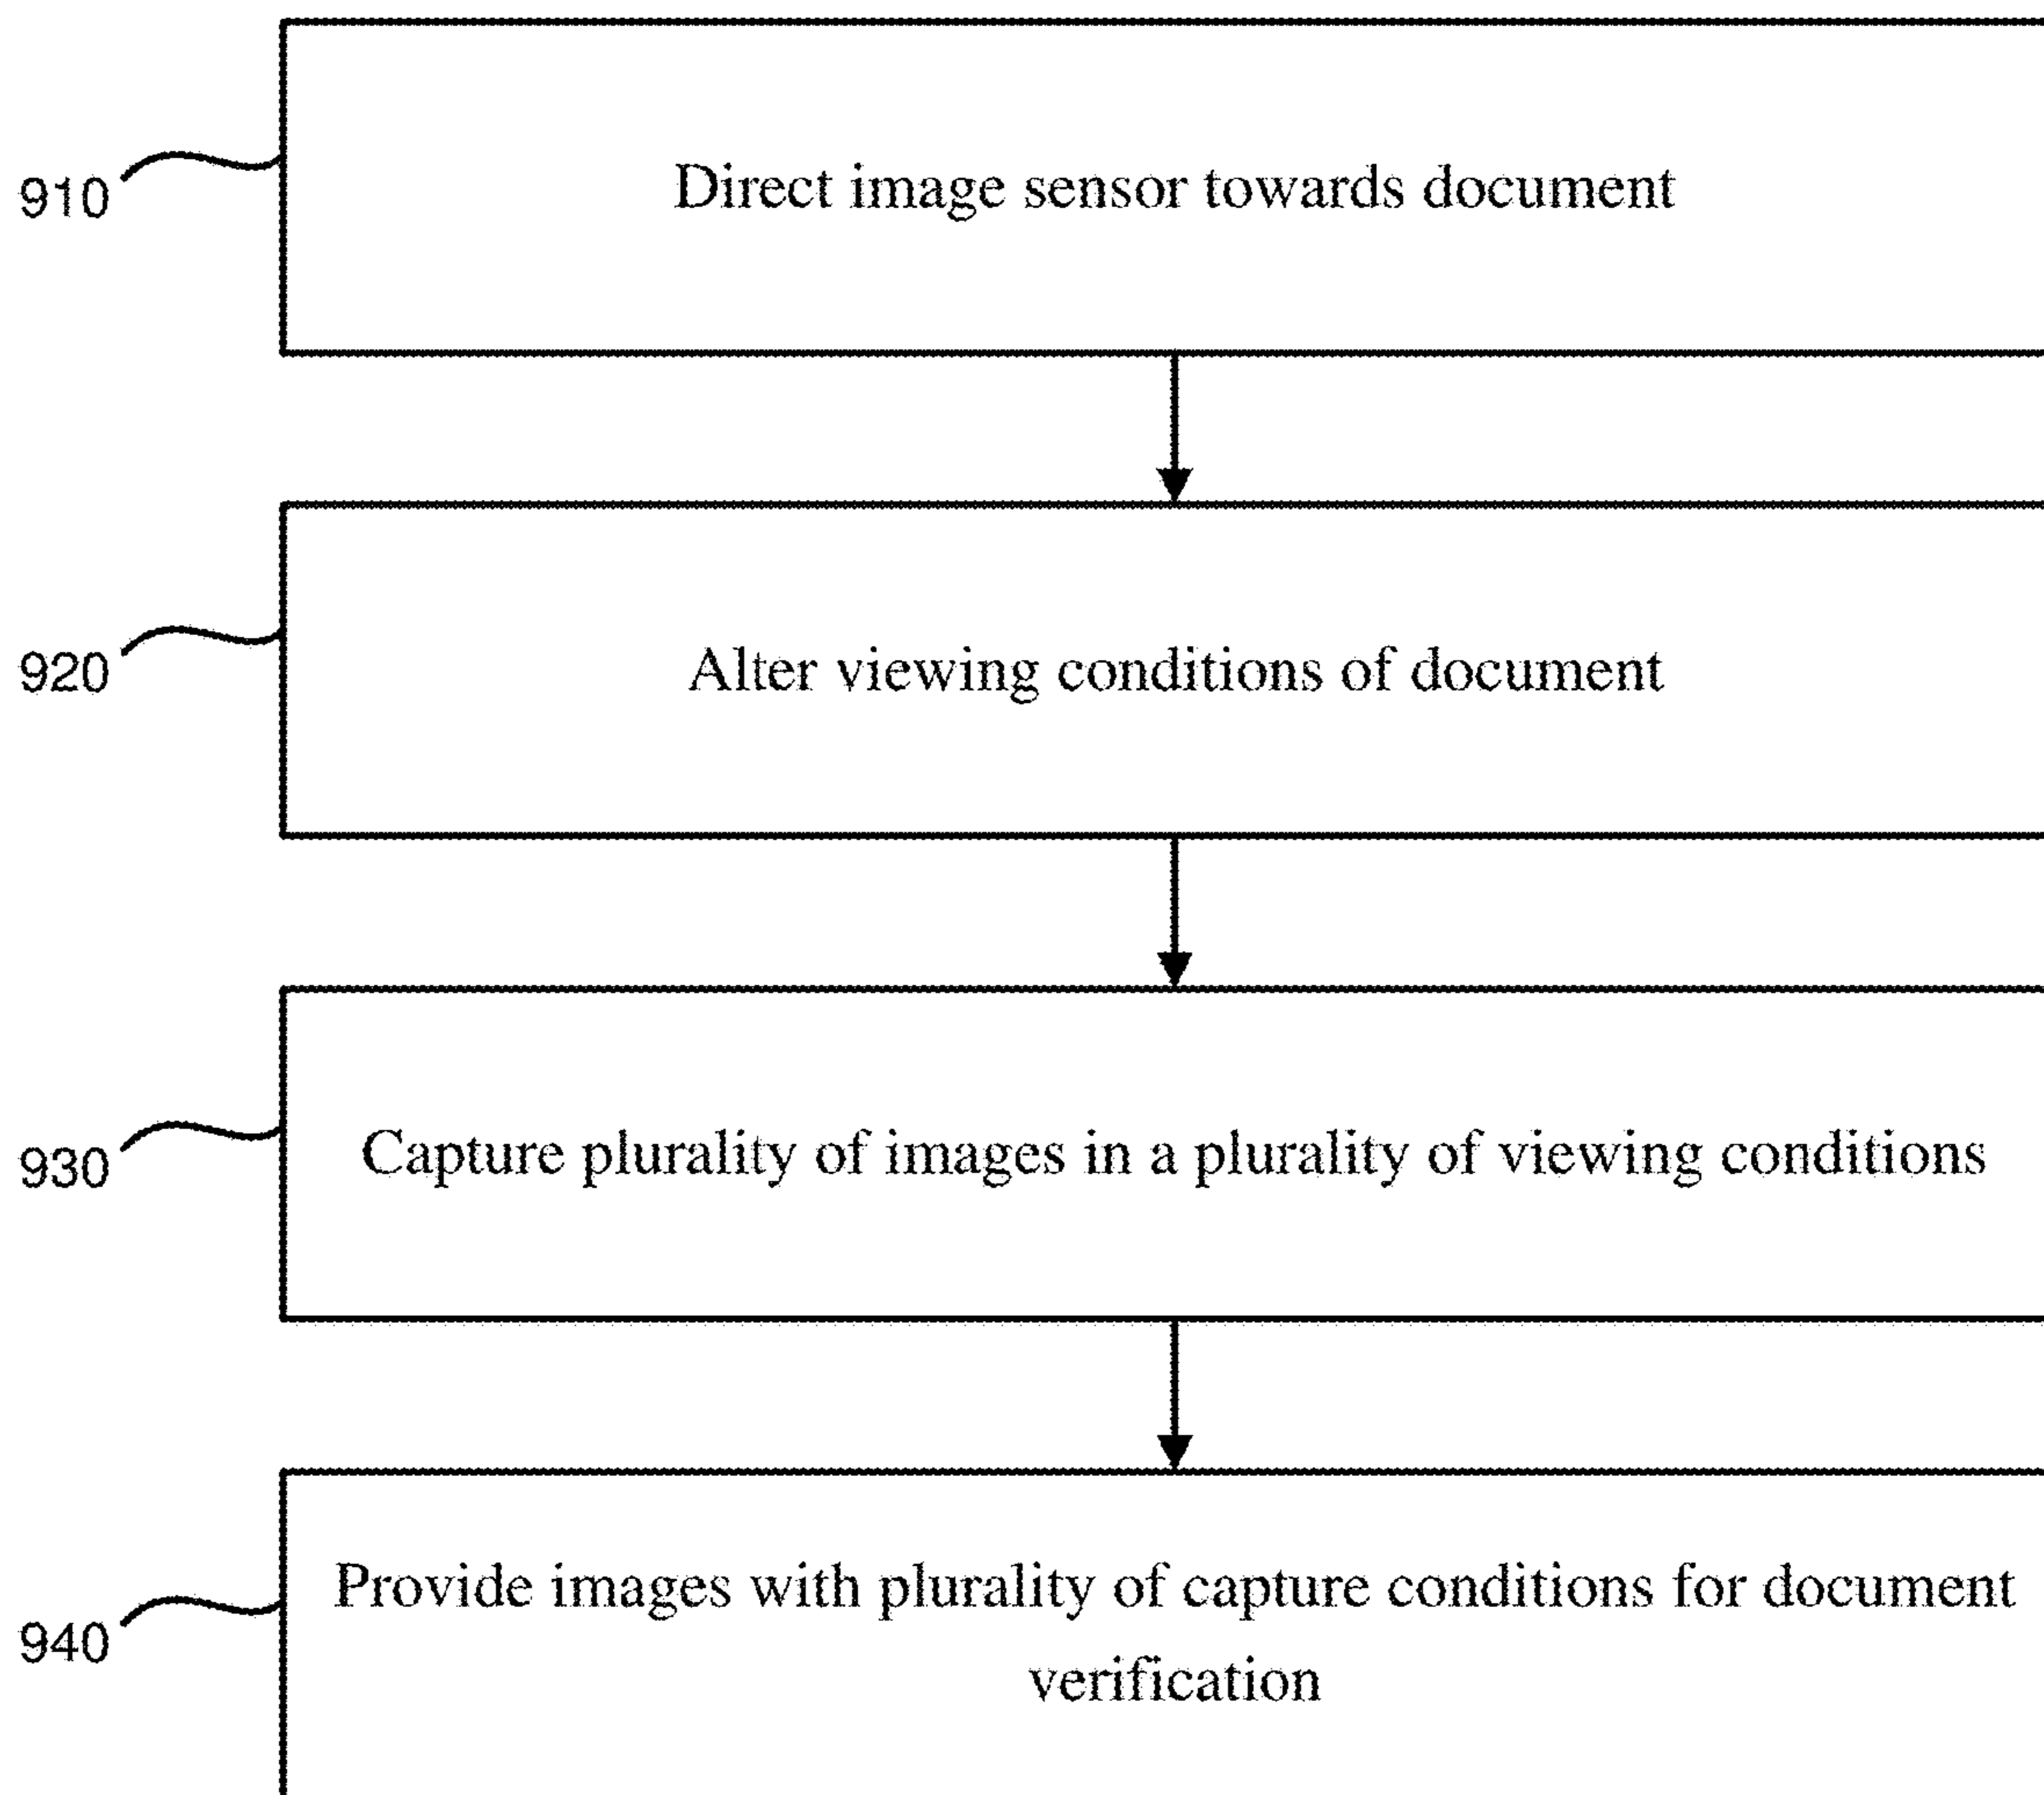 910
Direct image sensor towards document
920
Alter viewing conditions of document
930
Capture plurality of images in a plurality of viewing conditions
940
Provide images with plurality of capture conditions for document
verification